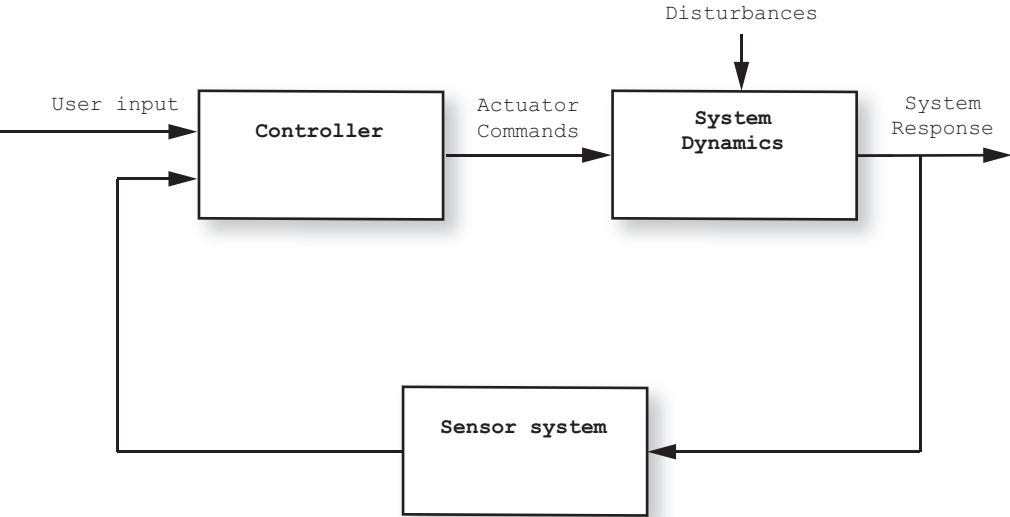 Disturbances
User input
Controller
Actuator
Commands
System
Dynamics
System
Response
Sensor system